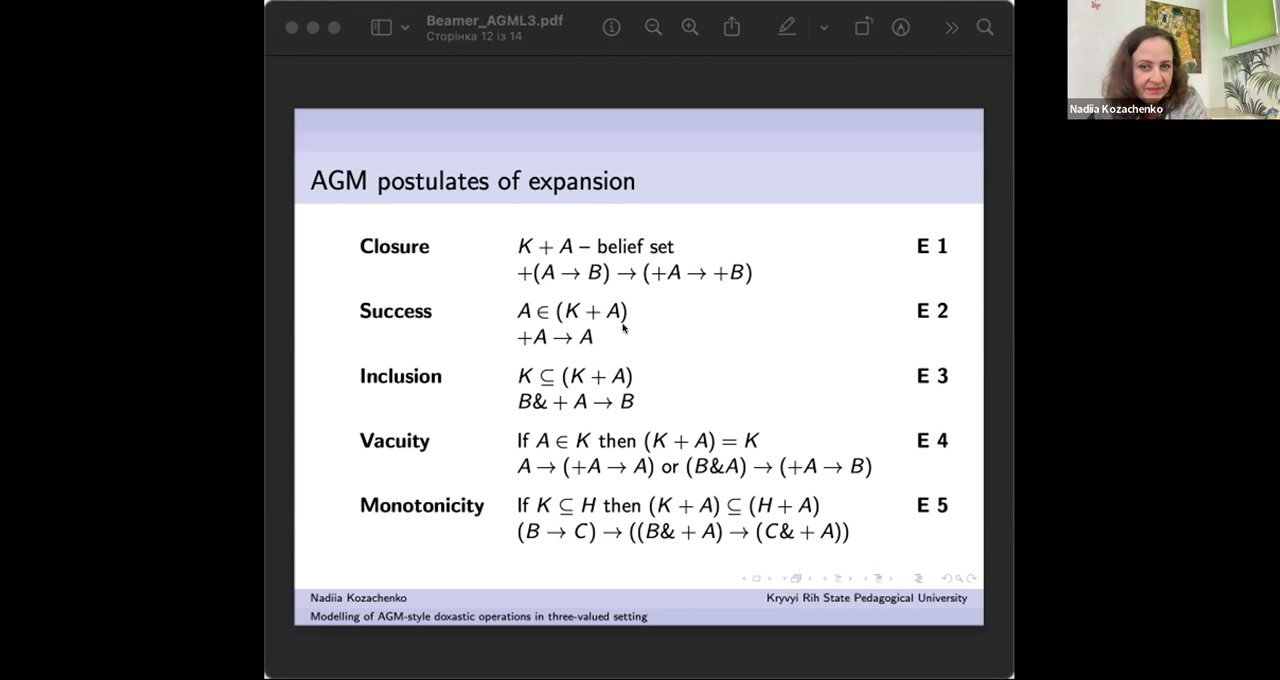 Beamer_AGML3.pdf
Сторінка 12 із 14
Nadiia Kozachenko
AGM postulates of expansion
Closure K + A – belief set E 1
+(A → B) → (+A → +B)
Success A ∈ (K + A) E 2
+A → A
Inclusion K ⊆ (K + A) E 3
B& + A → B
Vacuity If A ∈ K then (K + A) = K E 4
A → (+A → A) or (B&A) → (+A → B)
Monotonicity If K ⊆ H then (K + A) ⊆ (H + A) E 5
(B → C) → ((B& + A) → (C& + A))
Nadiia Kozachenko Kryvyi Rih State Pedagogical University
Modelling of AGM-style doxastic operations in three-valued setting